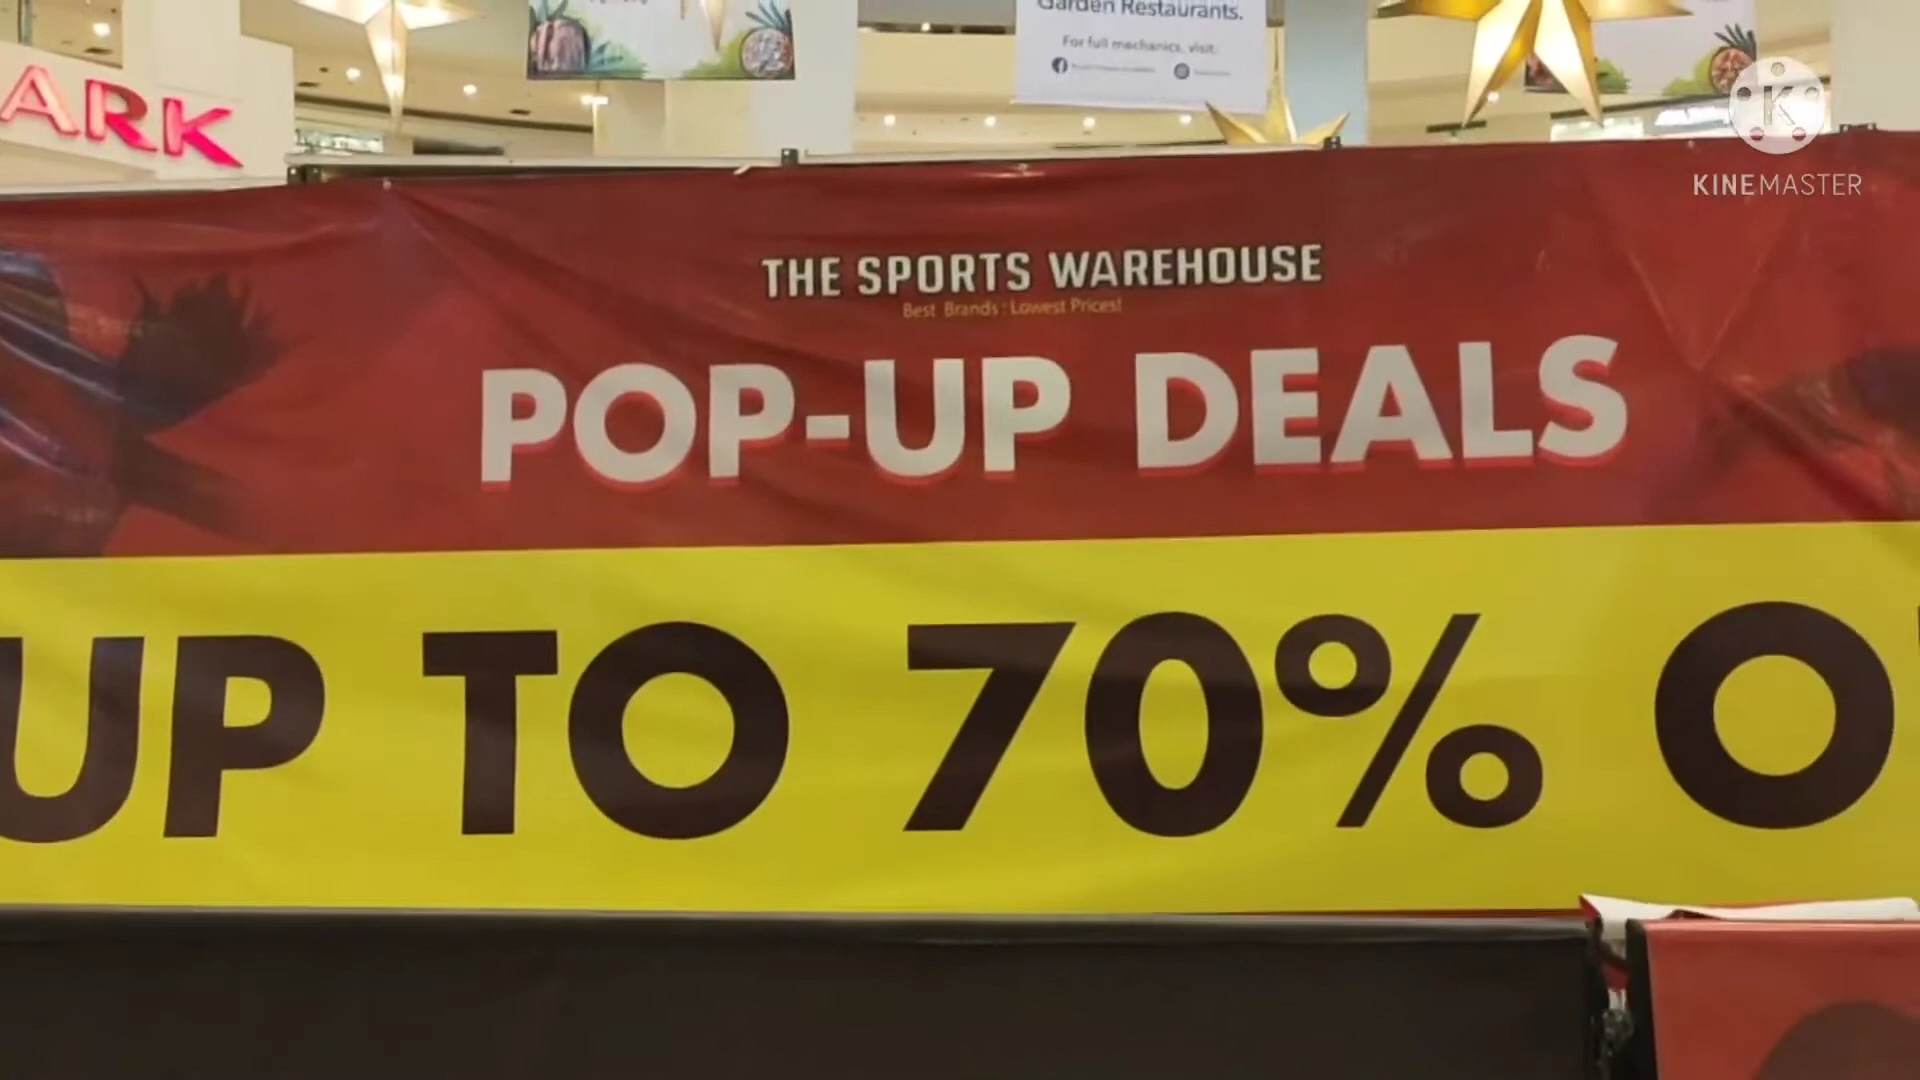 Garden Restaurants.
For full mechanics, visit:
ARK
KINEMASTER
THE SPORTS WAREHOUSE
Best Brands : Lowest Prices!
POP-UP DEALS
UP TO 70% O